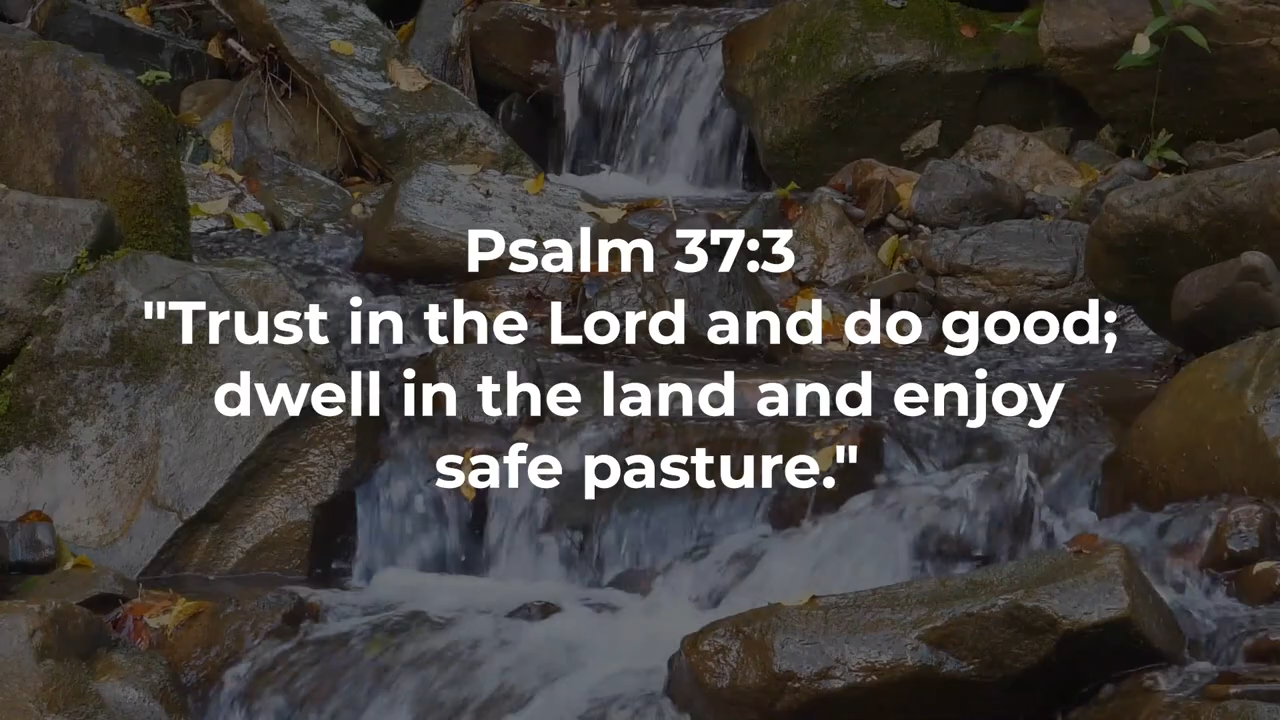 Psalm 37:3
"Trust in the Lord and do good;
dwell in the land and enjoy
safe pasture."